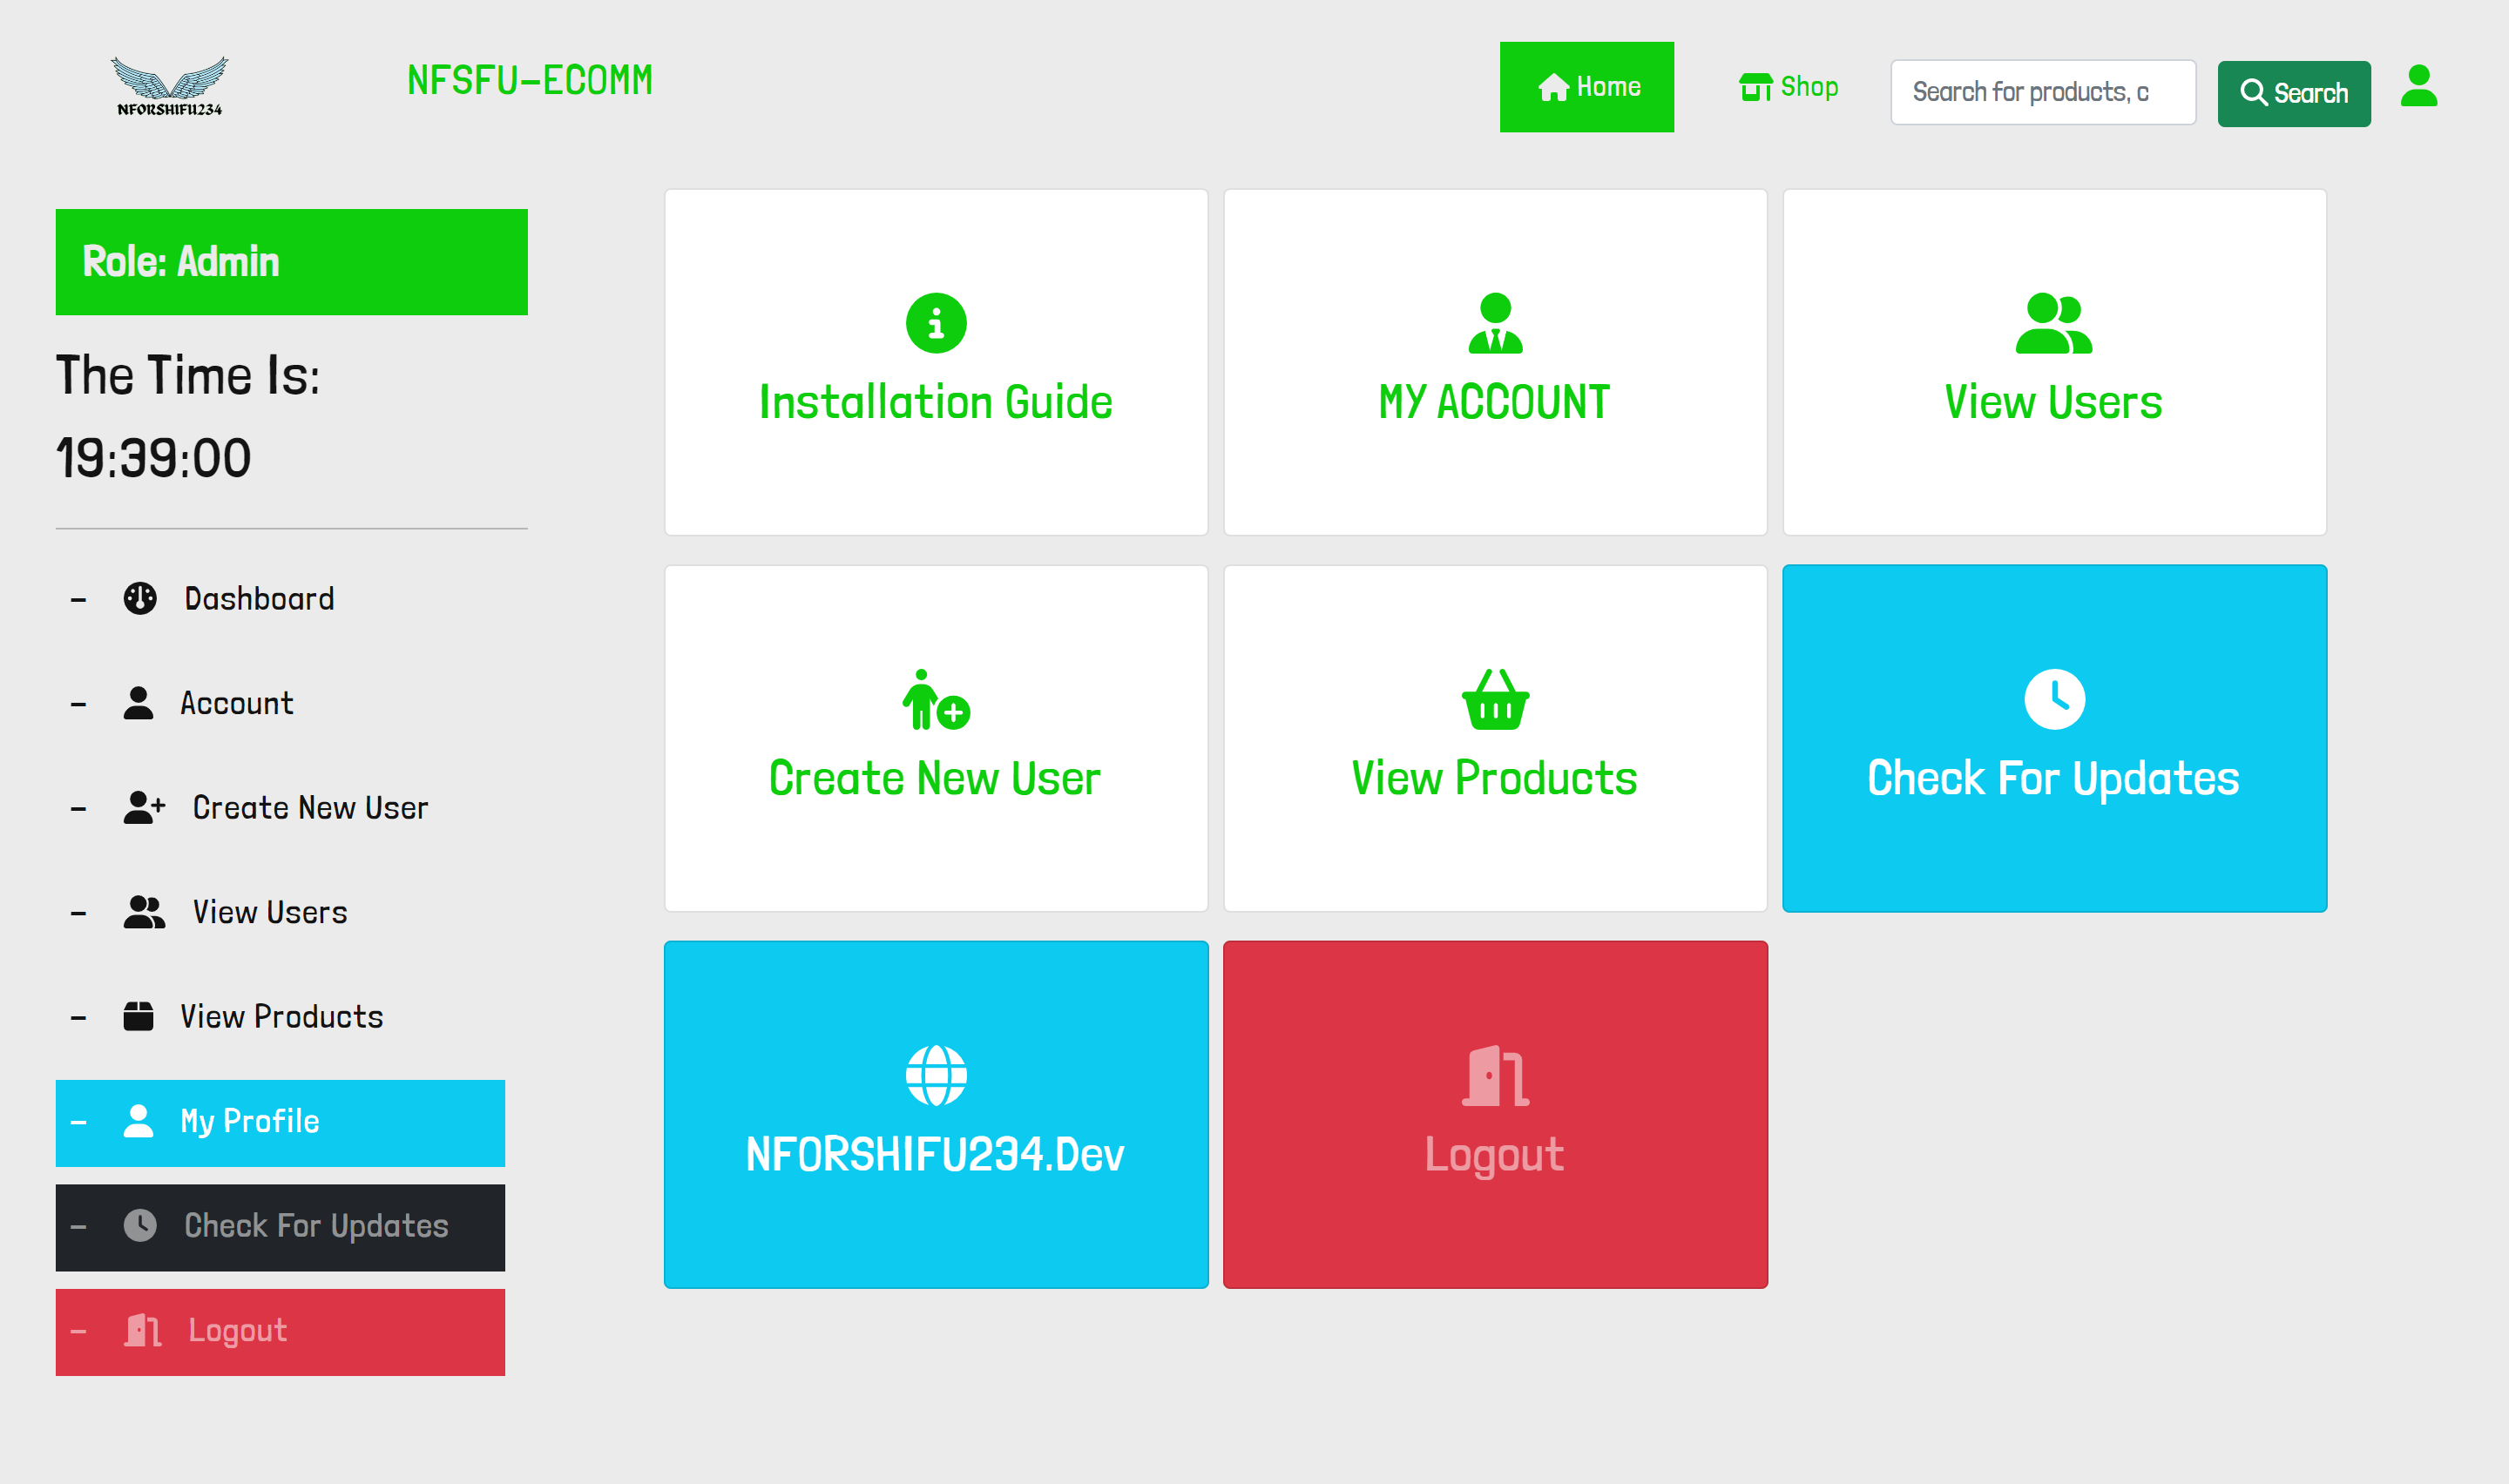 NFORSHIFU234
NFSFU-ECOMM
Home
Shop
Search for products, c
Search
Role: Admin
The Time Is:
19:39:00
- Dashboard
- Account
- Create New User
- View Users
- View Products
- My Profile
- Check For Updates
- Logout
Installation Guide
MY ACCOUNT
View Users
Create New User
View Products
Check For Updates
NFORSHIFU234.Dev
Logout